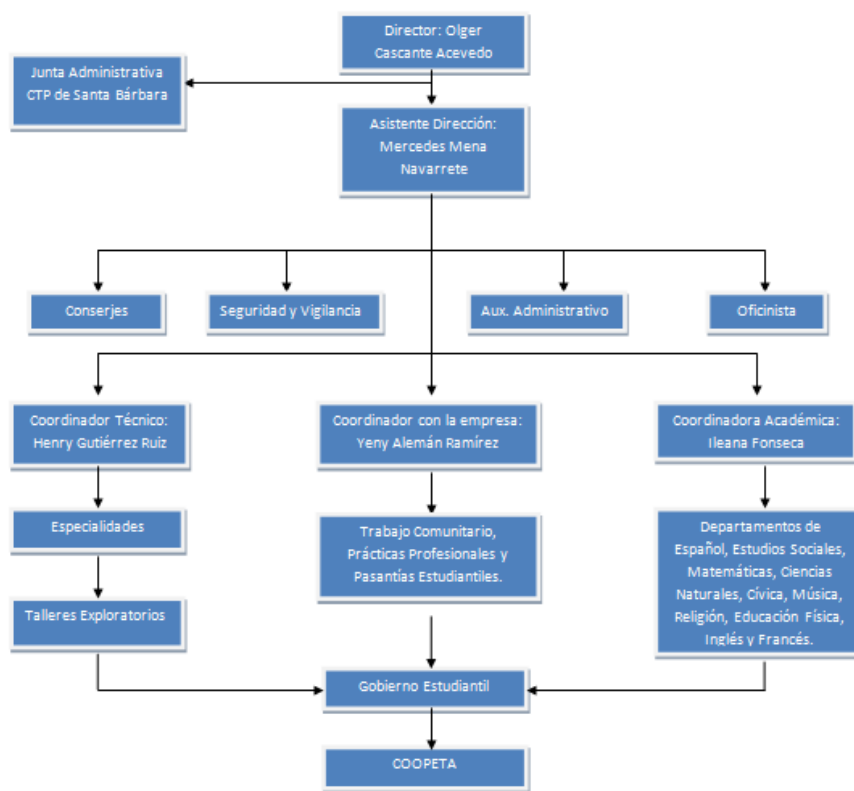 Director: Olger
Cascante Acevedo
Junta Administrativa
CTP de Santa Bárbara
Asistente Dirección:
Mercedes Mena
Navarrete
Conserjes
Seguridad y Vigilancia
Aux. Administrativo
Oficinista
Coordinador Técnico:
Henry Gutiérrez Ruiz
Coordinador con la empresa:
Yeny Alemán Ramírez
Coordinadora Académica:
Ileana Fonseca
Especialidades
Trabajo Comunitario,
Prácticas Profesionales y
Pasantías Estudiantiles.
Departamentos de
Español, Estudios Sociales,
Matemáticas, Ciencias
Naturales, Cívica, Música,
Religión, Educación Física,
Inglés y Francés.
Talleres Exploratorios
Gobierno Estudiantil
COOPETA